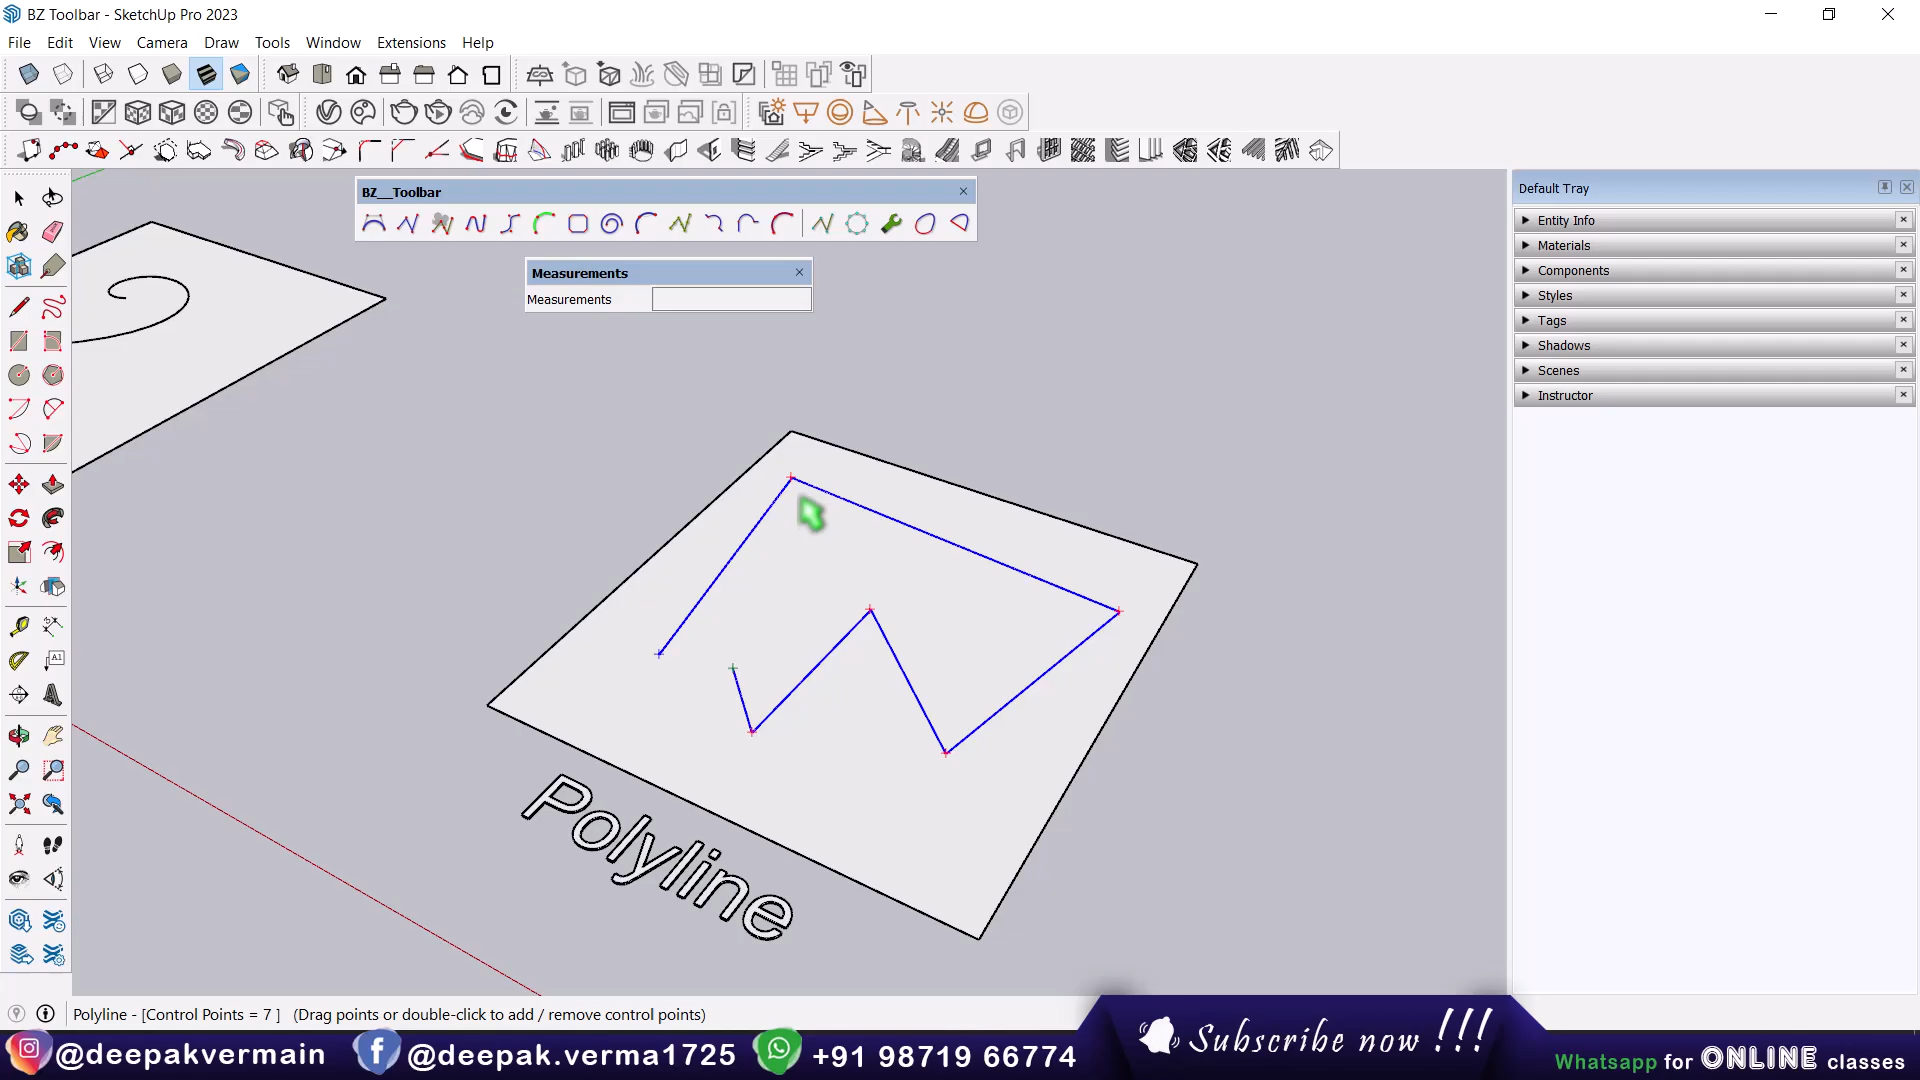 BZ Toolbar - SketchUp Pro 2023
File Edit View Camera Draw Tools Window Extensions Help
BZ__Toolbar
Measurements
Measurements
Default Tray
Entity Info
Materials
Components
Styles
Tags
Shadows
Scenes
Instructor
A1
Polyline
Polyline - [Control Points = 7 ] (Drag points or double-click to add / remove control points)
@deepakvermain
@deepak.verma1725
+91 98719 66774
Subscribe now !!!
Whatsapp for ONLINE classes